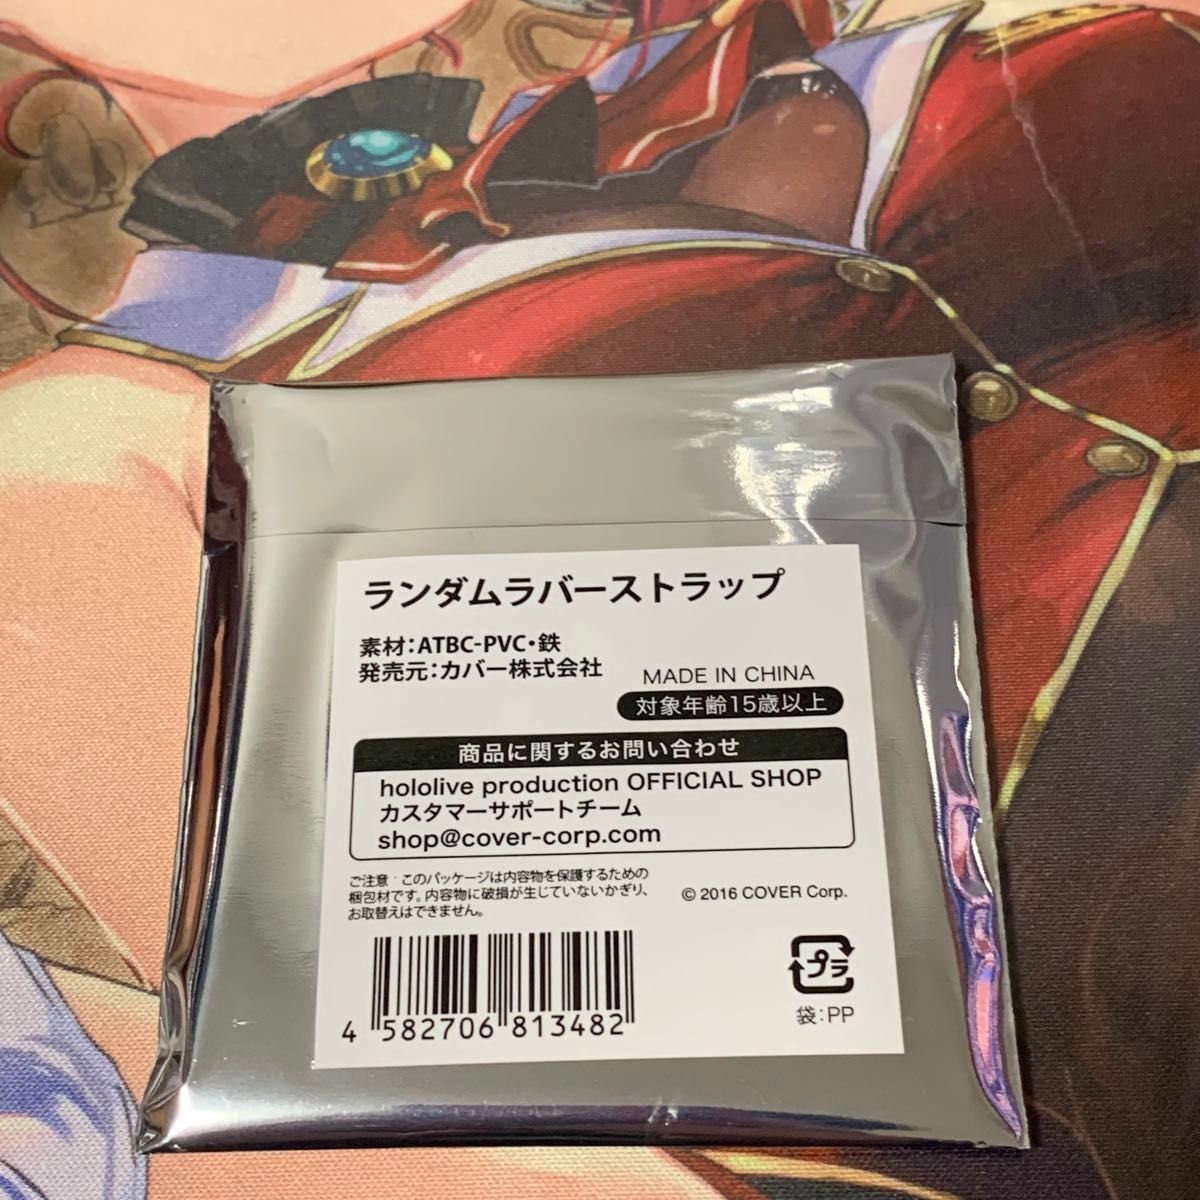 ランダムラバーストラップ
素材：ATBC-PVC・鉄
発売元：カバー株式会社
MADE IN CHINA
対象年齢15歳以上
商品に関するお問い合わせ
hololive production OFFICIAL SHOP
カスタマーサポートチーム
shop@cover-corp.com
ご注意：このパッケージは内容物を保護するための
梱包材です。内容物に破損が生じていないかぎり、
お取替えはできません。
© 2016 COVER Corp.
4 582706 813482
プラ
袋：PP